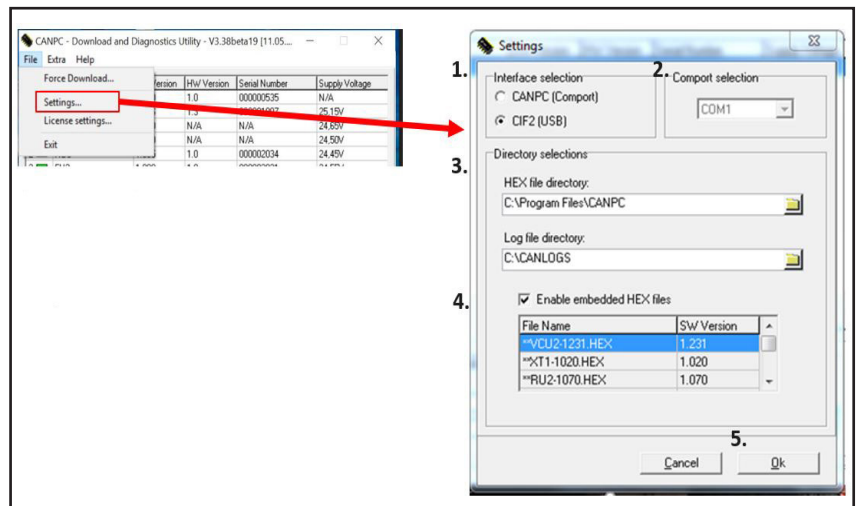 CANPC - Download and Diagnostics Utility - V3.38beta19 [11.05....
File Extra Help
Force Download...
Settings...
License settings...
Exit
Version HW Version Serial Number Supply Voltage
1.0 000000535 N/A
25,15V
N/A N/A 24,65V
N/A N/A 24,50V
1.0 000002034 24,45V
Settings
1.
Interface selection
CANPC (Comport)
CIF2 (USB)
2.
Comport selection
COM1
3.
Directory selections
HEX file directory:
C:\Program Files\CANPC
Log file directory:
C:\CANLOGS
4.
Enable embedded HEX files
File Name SW Version
**VCU2-1231.HEX 1.231
**XT1-1020.HEX 1.020
**RU2-1070.HEX 1.070
5.
Cancel Ok